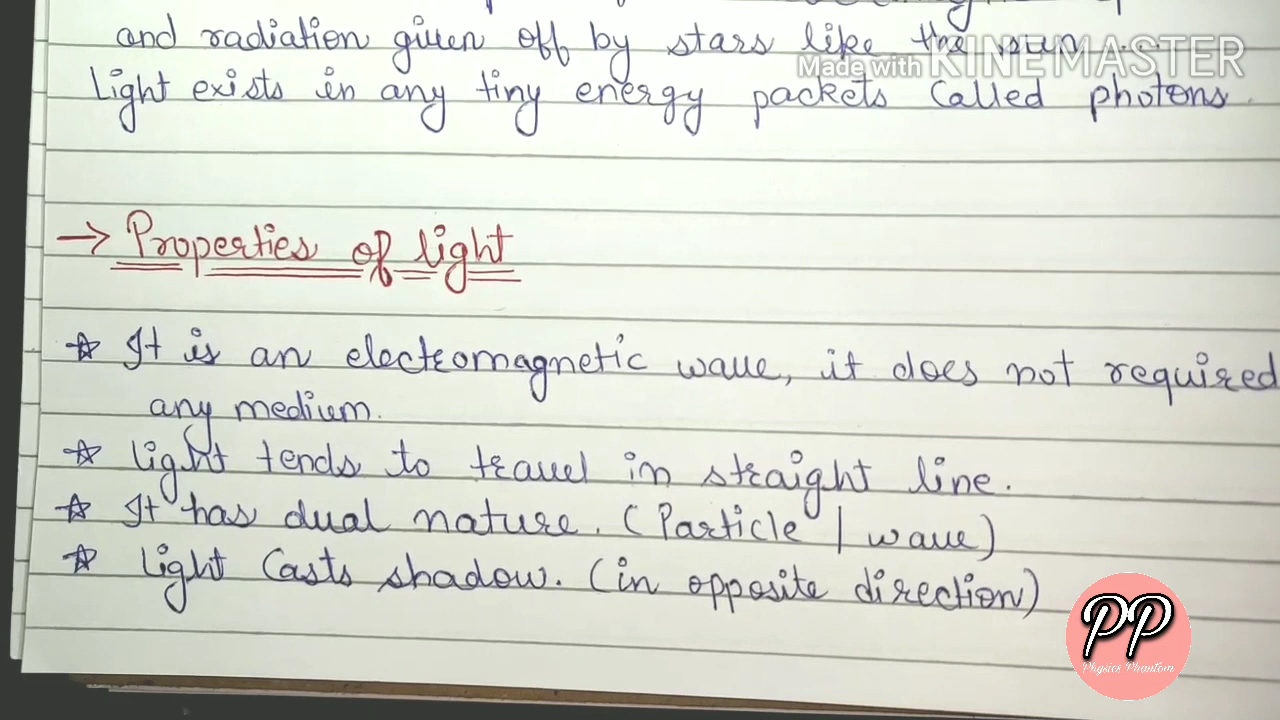 and radiation given off by stars like the sun
Made with KINEMASTER
light exists in any tiny energy packets called photons.
→ Properties of light
☆ It is an electromagnetic wave, it does not required
any medium.
☆ light tends to travel in straight line.
☆ It has dual nature. (Particle / wave)
☆ light Casts shadow. (in opposite direction)
PP
Physics Phantom